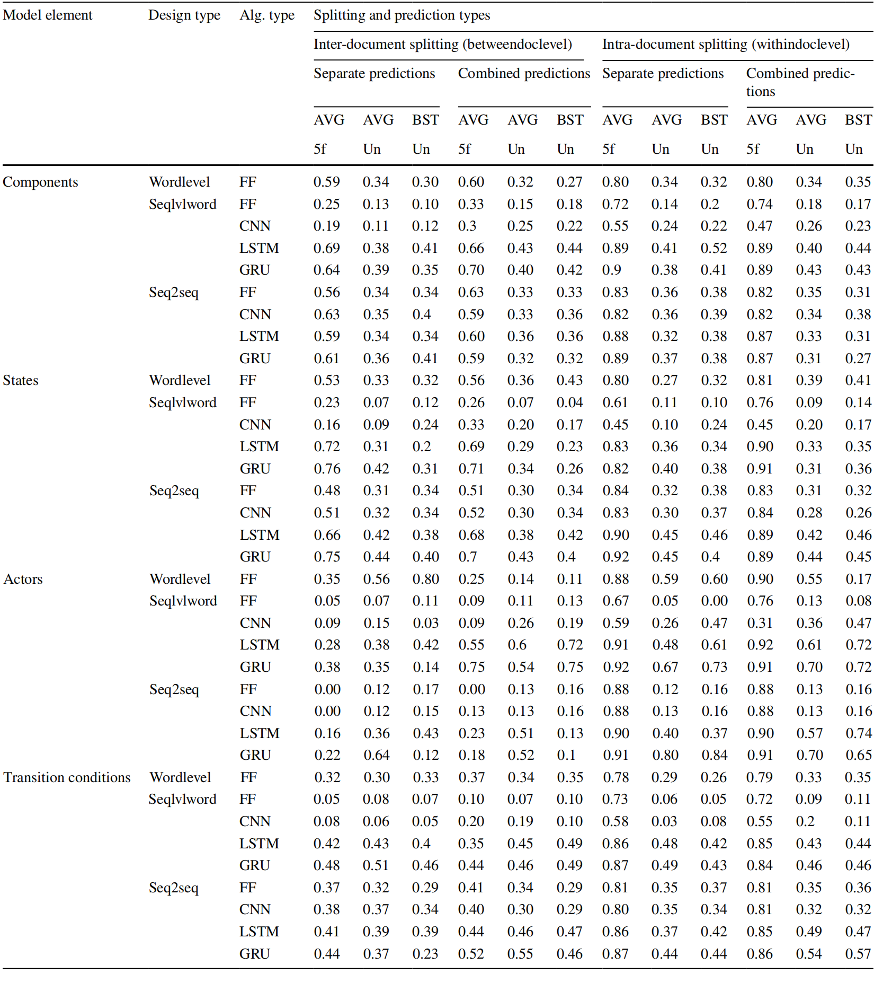 Model element Design type Alg. type Splitting and prediction types
Inter-document splitting (betweendoclevel) Intra-document splitting (withindoclevel)
Separate predictions Combined predictions Separate predictions Combined predic-
tions
AVG AVG BST AVG AVG BST AVG AVG BST AVG AVG BST
5f Un Un 5f Un Un 5f Un Un 5f Un Un
Components Wordlevel FF 0.59 0.34 0.30 0.60 0.32 0.27 0.80 0.34 0.32 0.80 0.34 0.35
Seqlvlword FF 0.25 0.13 0.10 0.33 0.15 0.18 0.72 0.14 0.2 0.74 0.18 0.17
CNN 0.19 0.11 0.12 0.3 0.25 0.22 0.55 0.24 0.22 0.47 0.26 0.23
LSTM 0.69 0.38 0.41 0.66 0.43 0.44 0.89 0.41 0.52 0.89 0.40 0.44
GRU 0.64 0.39 0.35 0.70 0.40 0.42 0.9 0.38 0.41 0.89 0.43 0.43
Seq2seq FF 0.56 0.34 0.34 0.63 0.33 0.33 0.83 0.36 0.38 0.82 0.35 0.31
CNN 0.63 0.35 0.4 0.59 0.33 0.36 0.82 0.36 0.39 0.82 0.34 0.38
LSTM 0.59 0.34 0.34 0.60 0.36 0.36 0.88 0.32 0.38 0.87 0.33 0.31
GRU 0.61 0.36 0.41 0.59 0.32 0.32 0.89 0.37 0.38 0.87 0.31 0.27
States Wordlevel FF 0.53 0.33 0.32 0.56 0.36 0.43 0.80 0.27 0.32 0.81 0.39 0.41
Seqlvlword FF 0.23 0.07 0.12 0.26 0.07 0.04 0.61 0.11 0.10 0.76 0.09 0.14
CNN 0.16 0.09 0.24 0.33 0.20 0.17 0.45 0.10 0.24 0.45 0.20 0.17
LSTM 0.72 0.31 0.2 0.69 0.29 0.23 0.83 0.36 0.34 0.90 0.33 0.35
GRU 0.76 0.42 0.31 0.71 0.34 0.26 0.82 0.40 0.38 0.91 0.31 0.36
Seq2seq FF 0.48 0.31 0.34 0.51 0.30 0.34 0.84 0.32 0.38 0.83 0.31 0.32
CNN 0.51 0.32 0.34 0.52 0.30 0.34 0.83 0.30 0.37 0.84 0.28 0.26
LSTM 0.66 0.42 0.38 0.68 0.38 0.42 0.90 0.45 0.46 0.89 0.42 0.46
GRU 0.75 0.44 0.40 0.7 0.43 0.4 0.92 0.45 0.4 0.89 0.44 0.45
Actors Wordlevel FF 0.35 0.56 0.80 0.25 0.14 0.11 0.88 0.59 0.60 0.90 0.55 0.17
Seqlvlword FF 0.05 0.07 0.11 0.09 0.11 0.13 0.67 0.05 0.00 0.76 0.13 0.08
CNN 0.09 0.15 0.03 0.09 0.26 0.19 0.59 0.26 0.47 0.31 0.36 0.47
LSTM 0.28 0.38 0.42 0.55 0.6 0.72 0.91 0.48 0.61 0.92 0.61 0.72
GRU 0.38 0.35 0.14 0.75 0.54 0.75 0.92 0.67 0.73 0.91 0.70 0.72
Seq2seq FF 0.00 0.12 0.17 0.00 0.13 0.16 0.88 0.12 0.16 0.88 0.13 0.16
CNN 0.00 0.12 0.15 0.13 0.13 0.16 0.88 0.13 0.16 0.88 0.13 0.16
LSTM 0.16 0.36 0.43 0.23 0.51 0.13 0.90 0.40 0.37 0.90 0.57 0.74
GRU 0.22 0.64 0.12 0.18 0.52 0.1 0.91 0.80 0.84 0.91 0.70 0.65
Transition conditions Wordlevel FF 0.32 0.30 0.33 0.37 0.34 0.35 0.78 0.29 0.26 0.79 0.33 0.35
Seqlvlword FF 0.05 0.08 0.07 0.10 0.07 0.10 0.73 0.06 0.05 0.72 0.09 0.11
CNN 0.08 0.06 0.05 0.20 0.19 0.10 0.58 0.03 0.08 0.55 0.2 0.11
LSTM 0.42 0.43 0.4 0.35 0.45 0.49 0.86 0.48 0.42 0.85 0.43 0.44
GRU 0.48 0.51 0.46 0.44 0.46 0.49 0.87 0.49 0.43 0.84 0.46 0.46
Seq2seq FF 0.37 0.32 0.29 0.41 0.34 0.29 0.81 0.35 0.37 0.81 0.35 0.36
CNN 0.38 0.37 0.34 0.40 0.30 0.29 0.80 0.35 0.34 0.81 0.32 0.32
LSTM 0.41 0.39 0.39 0.44 0.46 0.47 0.86 0.37 0.42 0.85 0.49 0.47
GRU 0.44 0.37 0.23 0.52 0.55 0.46 0.87 0.44 0.44 0.86 0.54 0.57